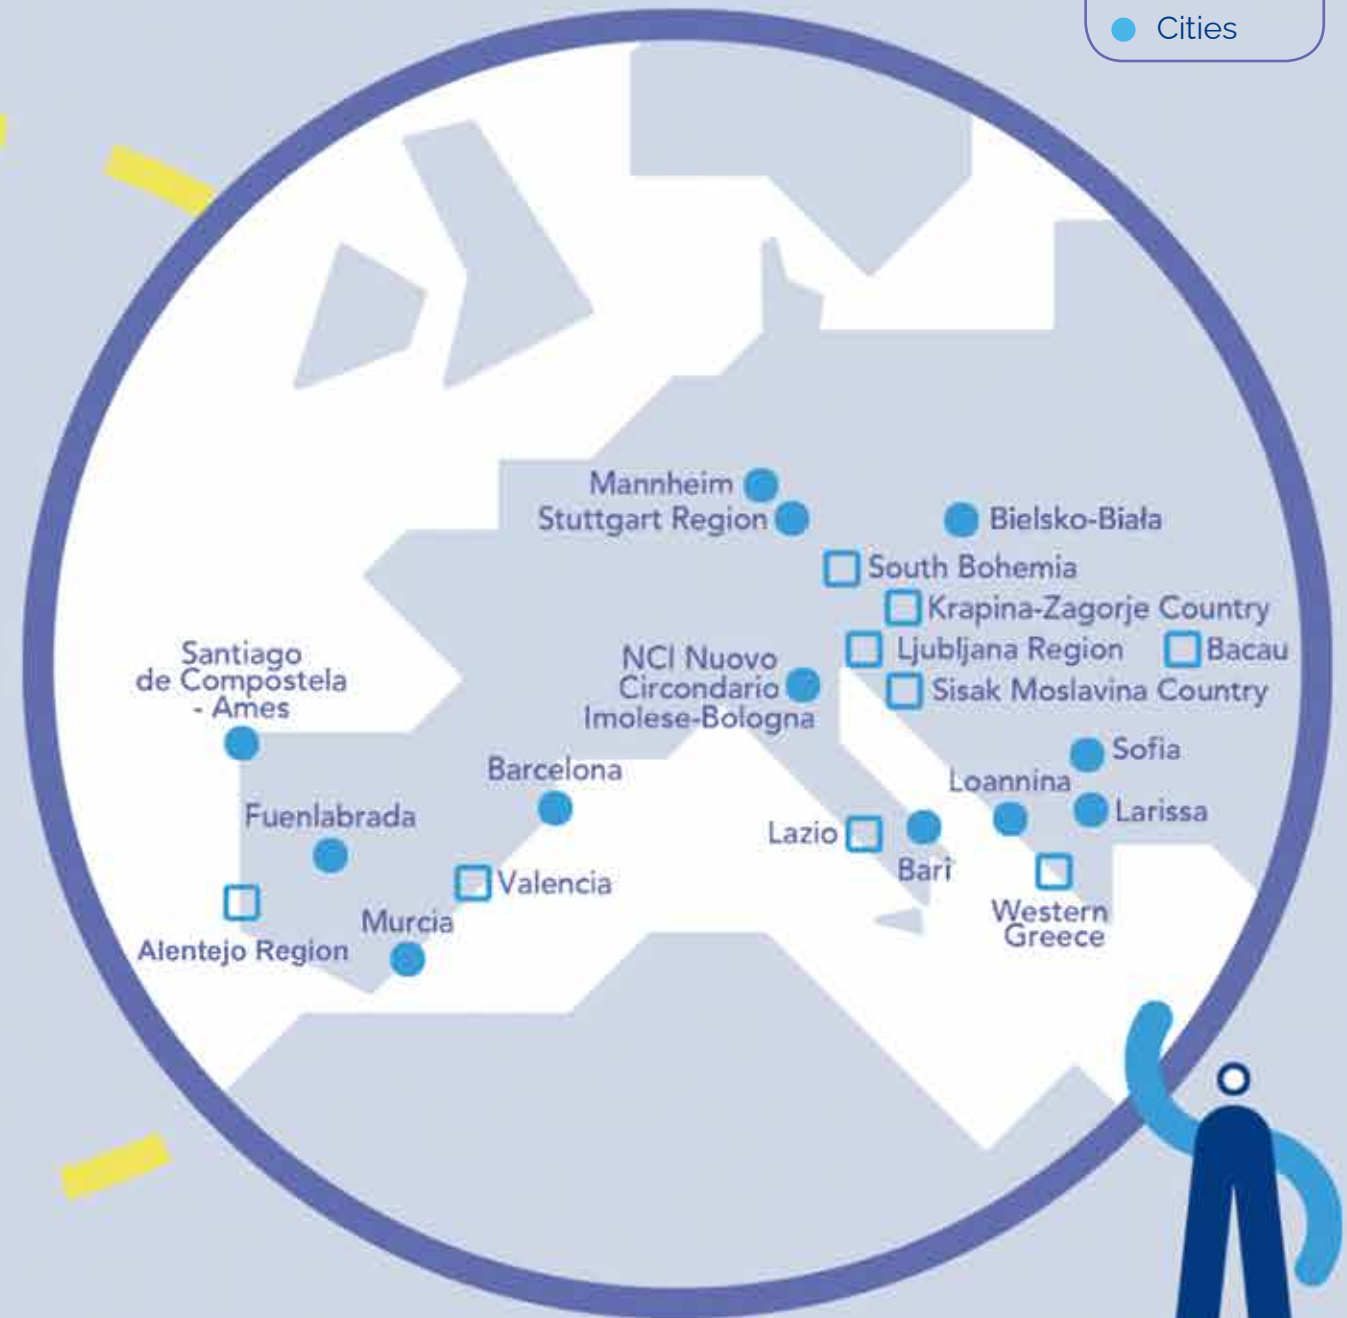 Cities
Mannheim
Stuttgart Region
Bielsko-Biała
South Bohemia
Krapina-Zagorje Country
Ljubljana Region
Bacau
Sisak Moslavina Country
NCI Nuovo
Circondario
Imolese-Bologna
Santiago
de Compostela
- Ames
Barcelona
Fuenlabrada
Valencia
Murcia
Alentejo Region
Sofia
Loannina
Larissa
Lazio
Bari
Western
Greece